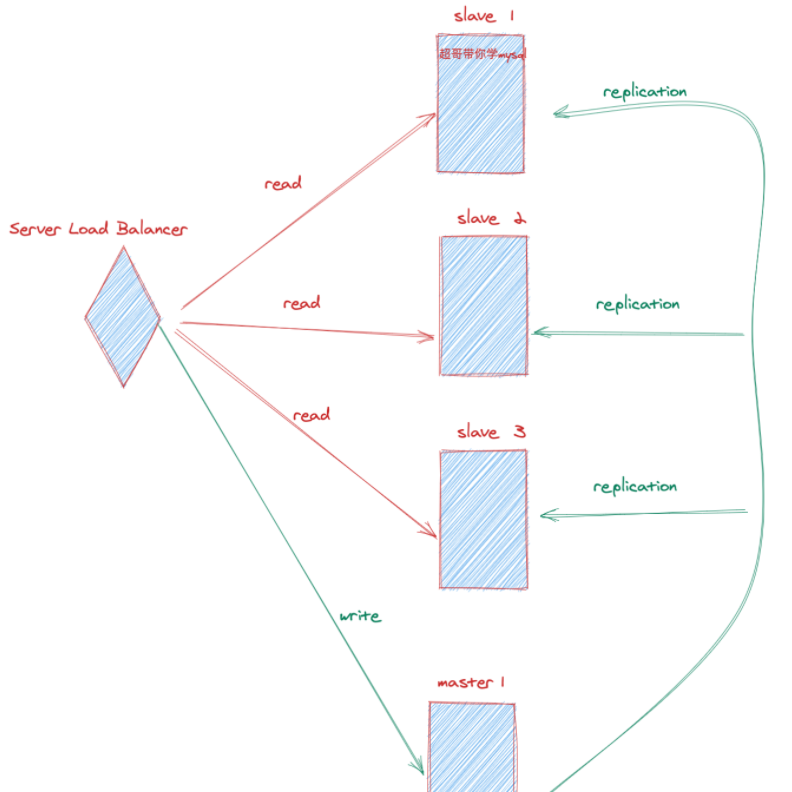 slave 1
超哥带你学mysql
replication
read
slave 2
Server Load Balancer
read
replication
read
slave 3
replication
write
master 1